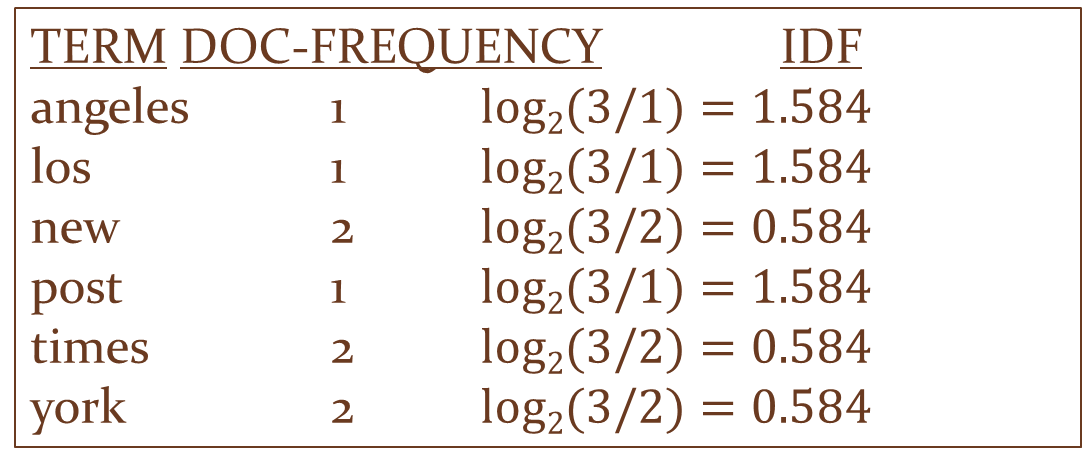 TERM DOC-FREQUENCY IDF
angeles 1 log₂(3/1) = 1.584
los 1 log₂(3/1) = 1.584
new 2 log₂(3/2) = 0.584
post 1 log₂(3/1) = 1.584
times 2 log₂(3/2) = 0.584
york 2 log₂(3/2) = 0.584